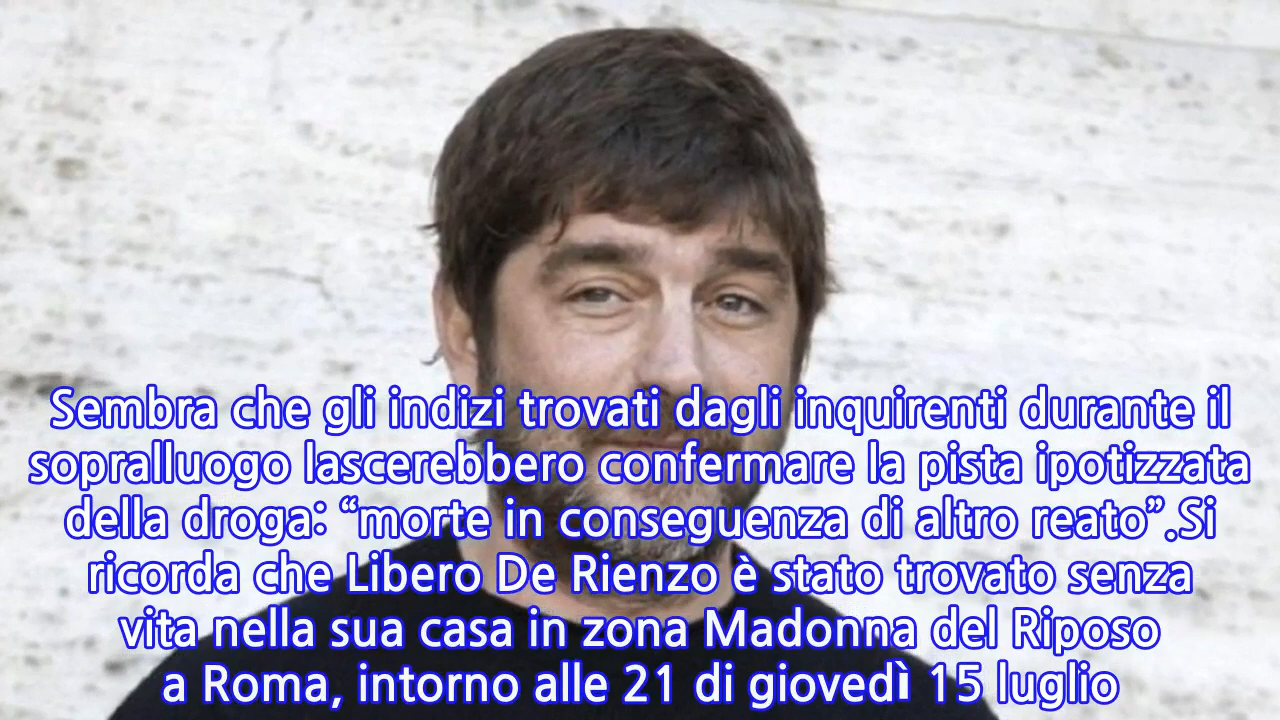 Sembra che gli indizi trovati dagli inquirenti durante il
sopralluogo lascerebbero confermare la pista ipotizzata
della droga: “morte in conseguenza di altro reato”.Si
ricorda che Libero De Rienzo è stato trovato senza
vita nella sua casa in zona Madonna del Riposo
a Roma, intorno alle 21 di giovedì 15 luglio